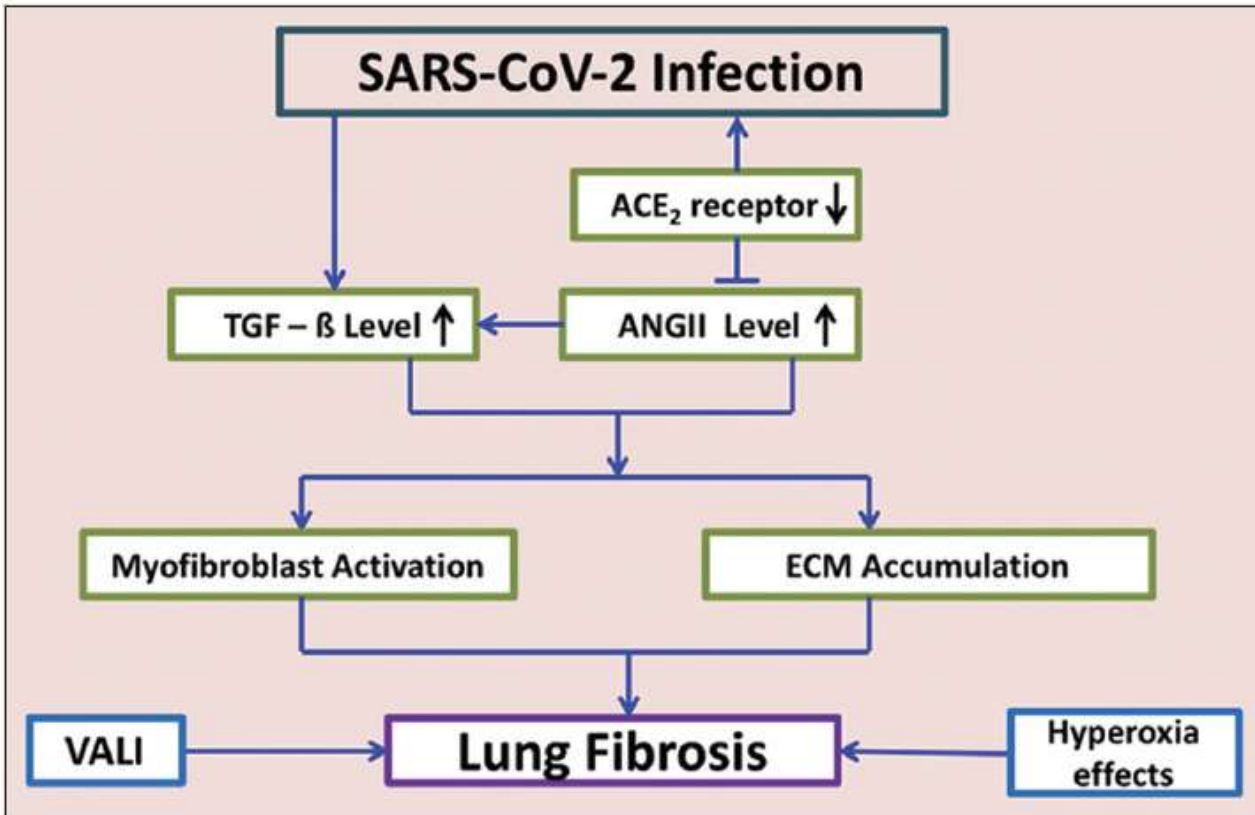 SARS-CoV-2 Infection
ACE₂ receptor ↓
TGF – ß Level ↑
ANGII Level ↑
Myofibroblast Activation
ECM Accumulation
VALI
Lung Fibrosis
Hyperoxia
effects